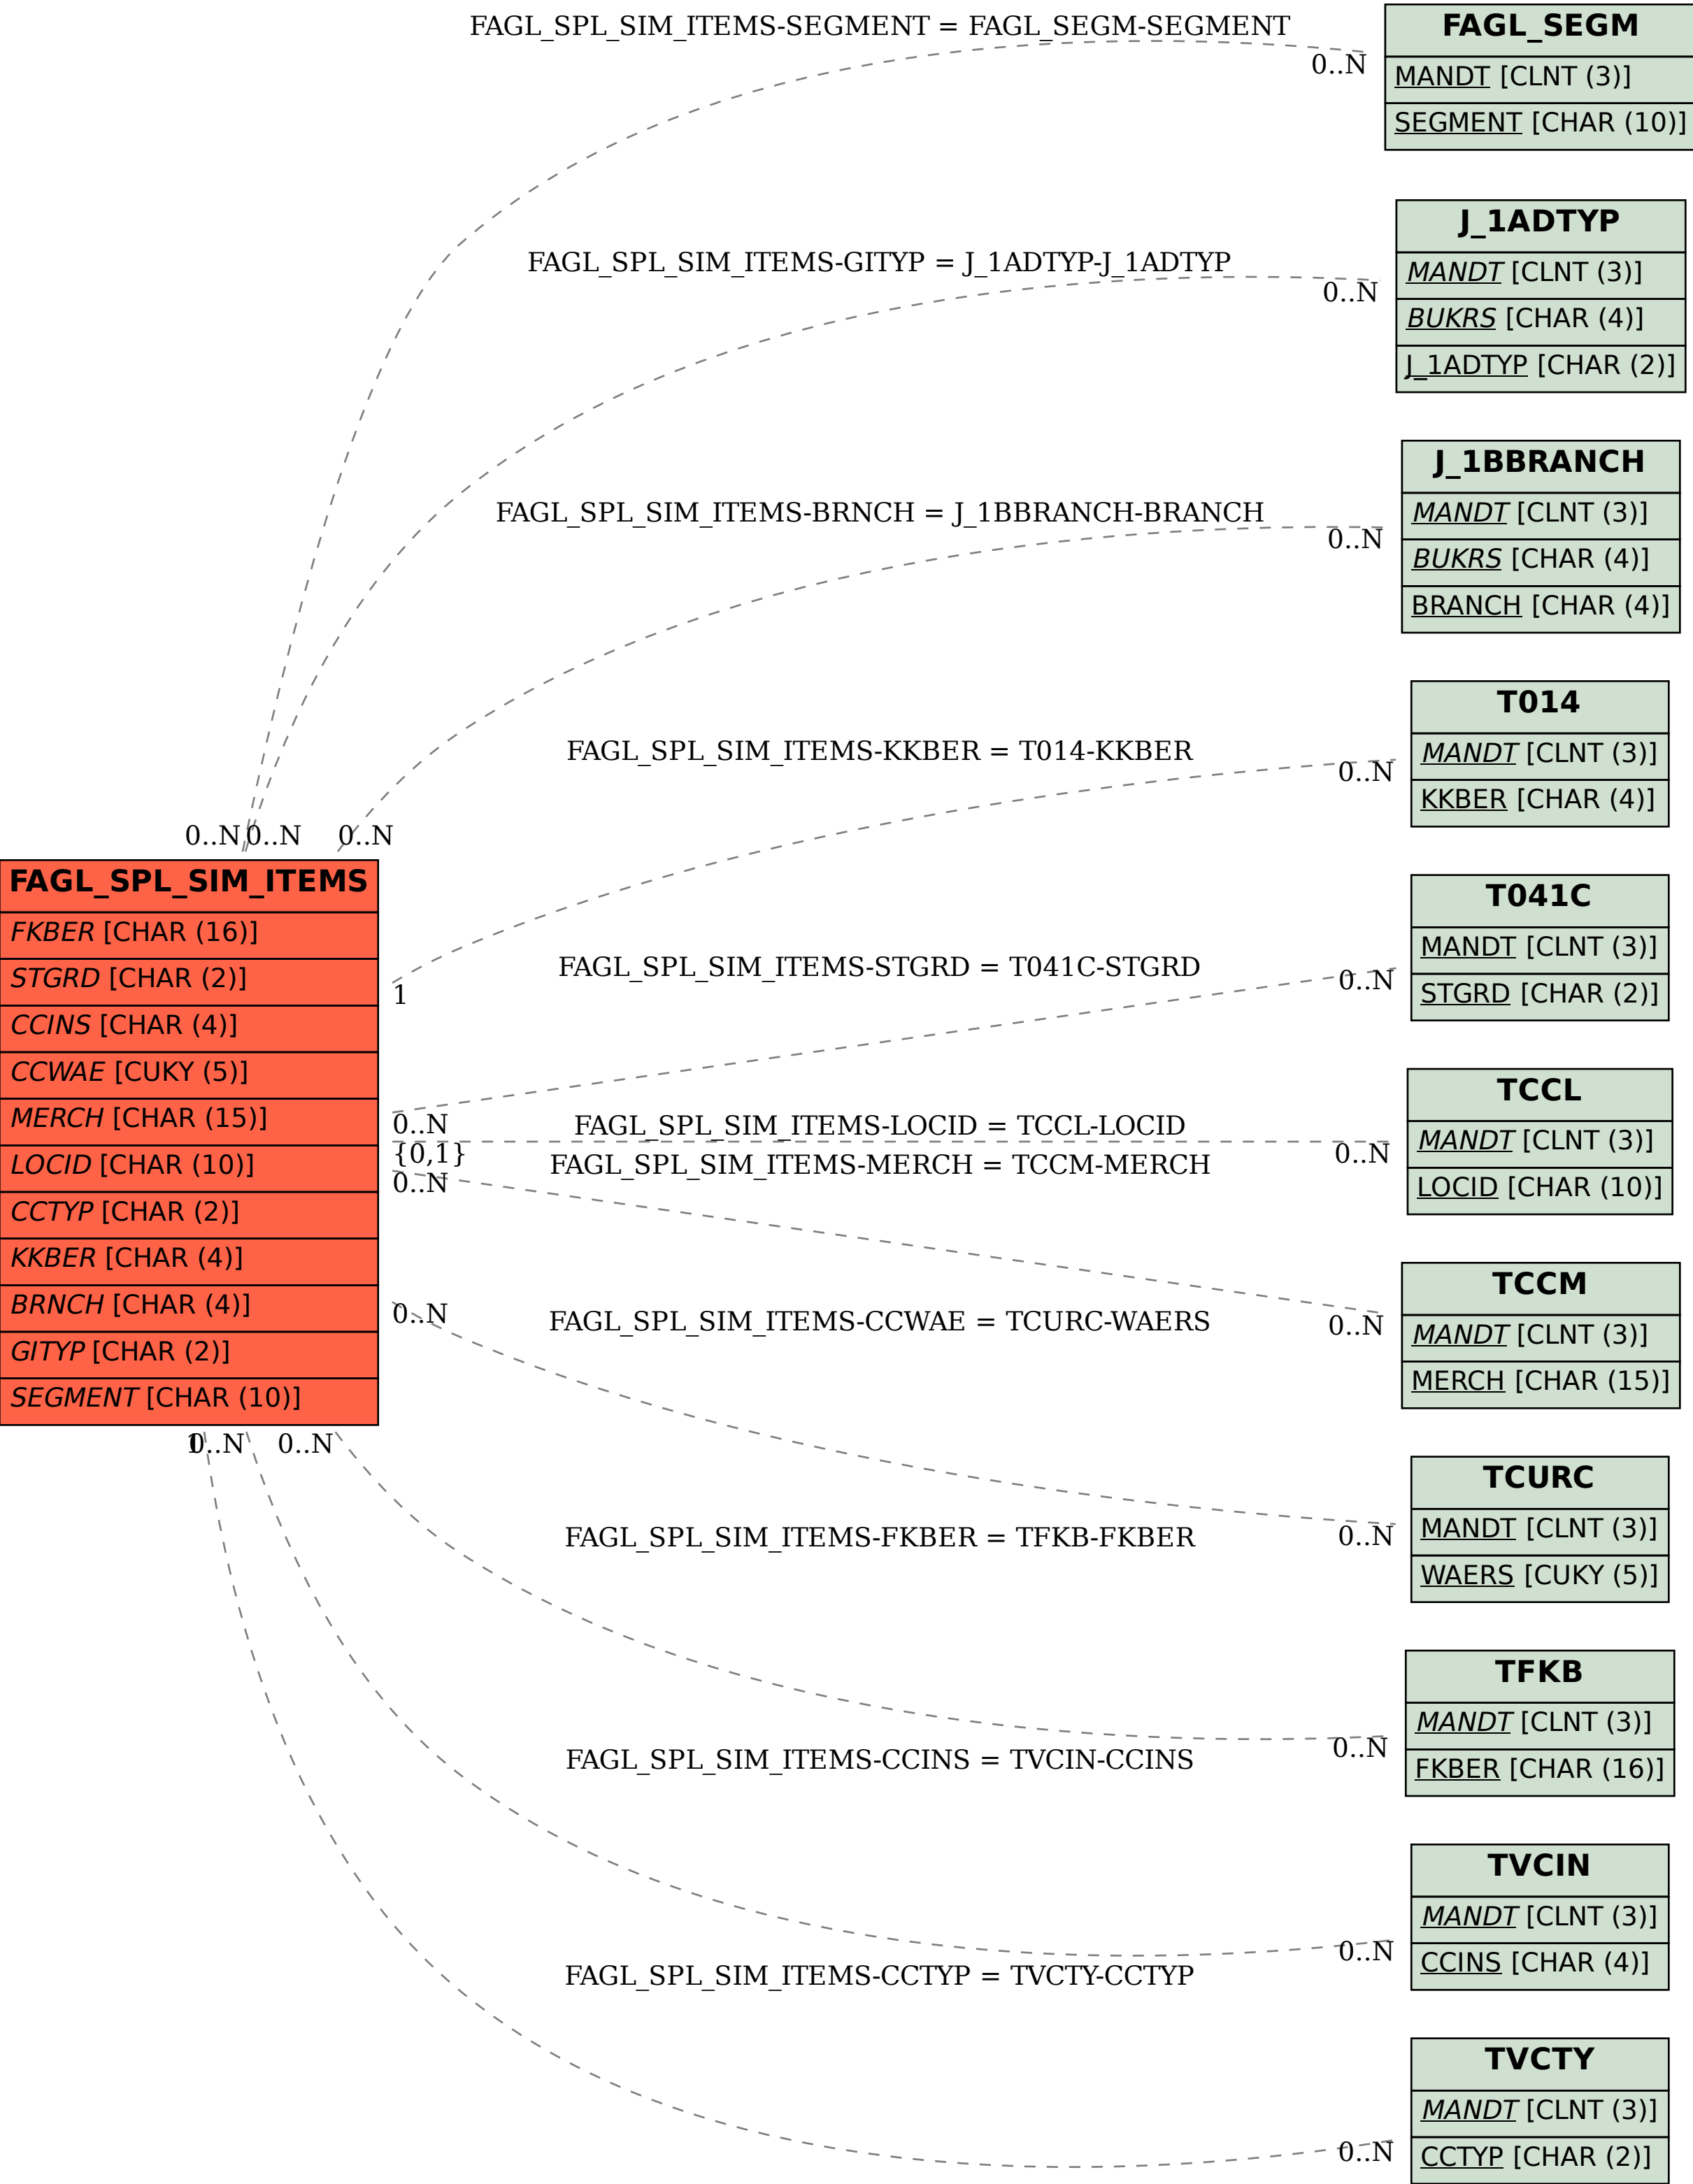 FAGL_SPL_SIM_ITEMS-SEGMENT = FAGL_SEGM-SEGMENT
0..N
FAGL_SEGM
MANDT [CLNT (3)]
SEGMENT [CHAR (10)]
FAGL_SPL_SIM_ITEMS-GITYP = J_1ADTYP-J_1ADTYP
0..N
J_1ADTYP
MANDT [CLNT (3)]
BUKRS [CHAR (4)]
J_1ADTYP [CHAR (2)]
FAGL_SPL_SIM_ITEMS-BRNCH = J_1BBRANCH-BRANCH
0..N
J_1BBRANCH
MANDT [CLNT (3)]
BUKRS [CHAR (4)]
BRANCH [CHAR (4)]
FAGL_SPL_SIM_ITEMS-KKBER = T014-KKBER
0..N
T014
MANDT [CLNT (3)]
KKBER [CHAR (4)]
0..N 0..N 0..N
FAGL_SPL_SIM_ITEMS
FKBER [CHAR (16)]
STGRD [CHAR (2)]
CCINS [CHAR (4)]
CCWAE [CUKY (5)]
MERCH [CHAR (15)]
LOCID [CHAR (10)]
CCTYP [CHAR (2)]
KKBER [CHAR (4)]
BRNCH [CHAR (4)]
GITYP [CHAR (2)]
SEGMENT [CHAR (10)]
1
0..N
{0,1}
0..N
0..N
1
0..N 0..N
FAGL_SPL_SIM_ITEMS-STGRD = T041C-STGRD
0..N
T041C
MANDT [CLNT (3)]
STGRD [CHAR (2)]
FAGL_SPL_SIM_ITEMS-LOCID = TCCL-LOCID
0..N
TCCL
MANDT [CLNT (3)]
LOCID [CHAR (10)]
FAGL_SPL_SIM_ITEMS-MERCH = TCCM-MERCH
0..N
TCCM
MANDT [CLNT (3)]
MERCH [CHAR (15)]
FAGL_SPL_SIM_ITEMS-CCWAE = TCURC-WAERS
0..N
TCURC
MANDT [CLNT (3)]
WAERS [CUKY (5)]
FAGL_SPL_SIM_ITEMS-FKBER = TFKB-FKBER
0..N
TFKB
MANDT [CLNT (3)]
FKBER [CHAR (16)]
FAGL_SPL_SIM_ITEMS-CCINS = TVCIN-CCINS
0..N
TVCIN
MANDT [CLNT (3)]
CCINS [CHAR (4)]
FAGL_SPL_SIM_ITEMS-CCTYP = TVCTY-CCTYP
0..N
TVCTY
MANDT [CLNT (3)]
CCTYP [CHAR (2)]